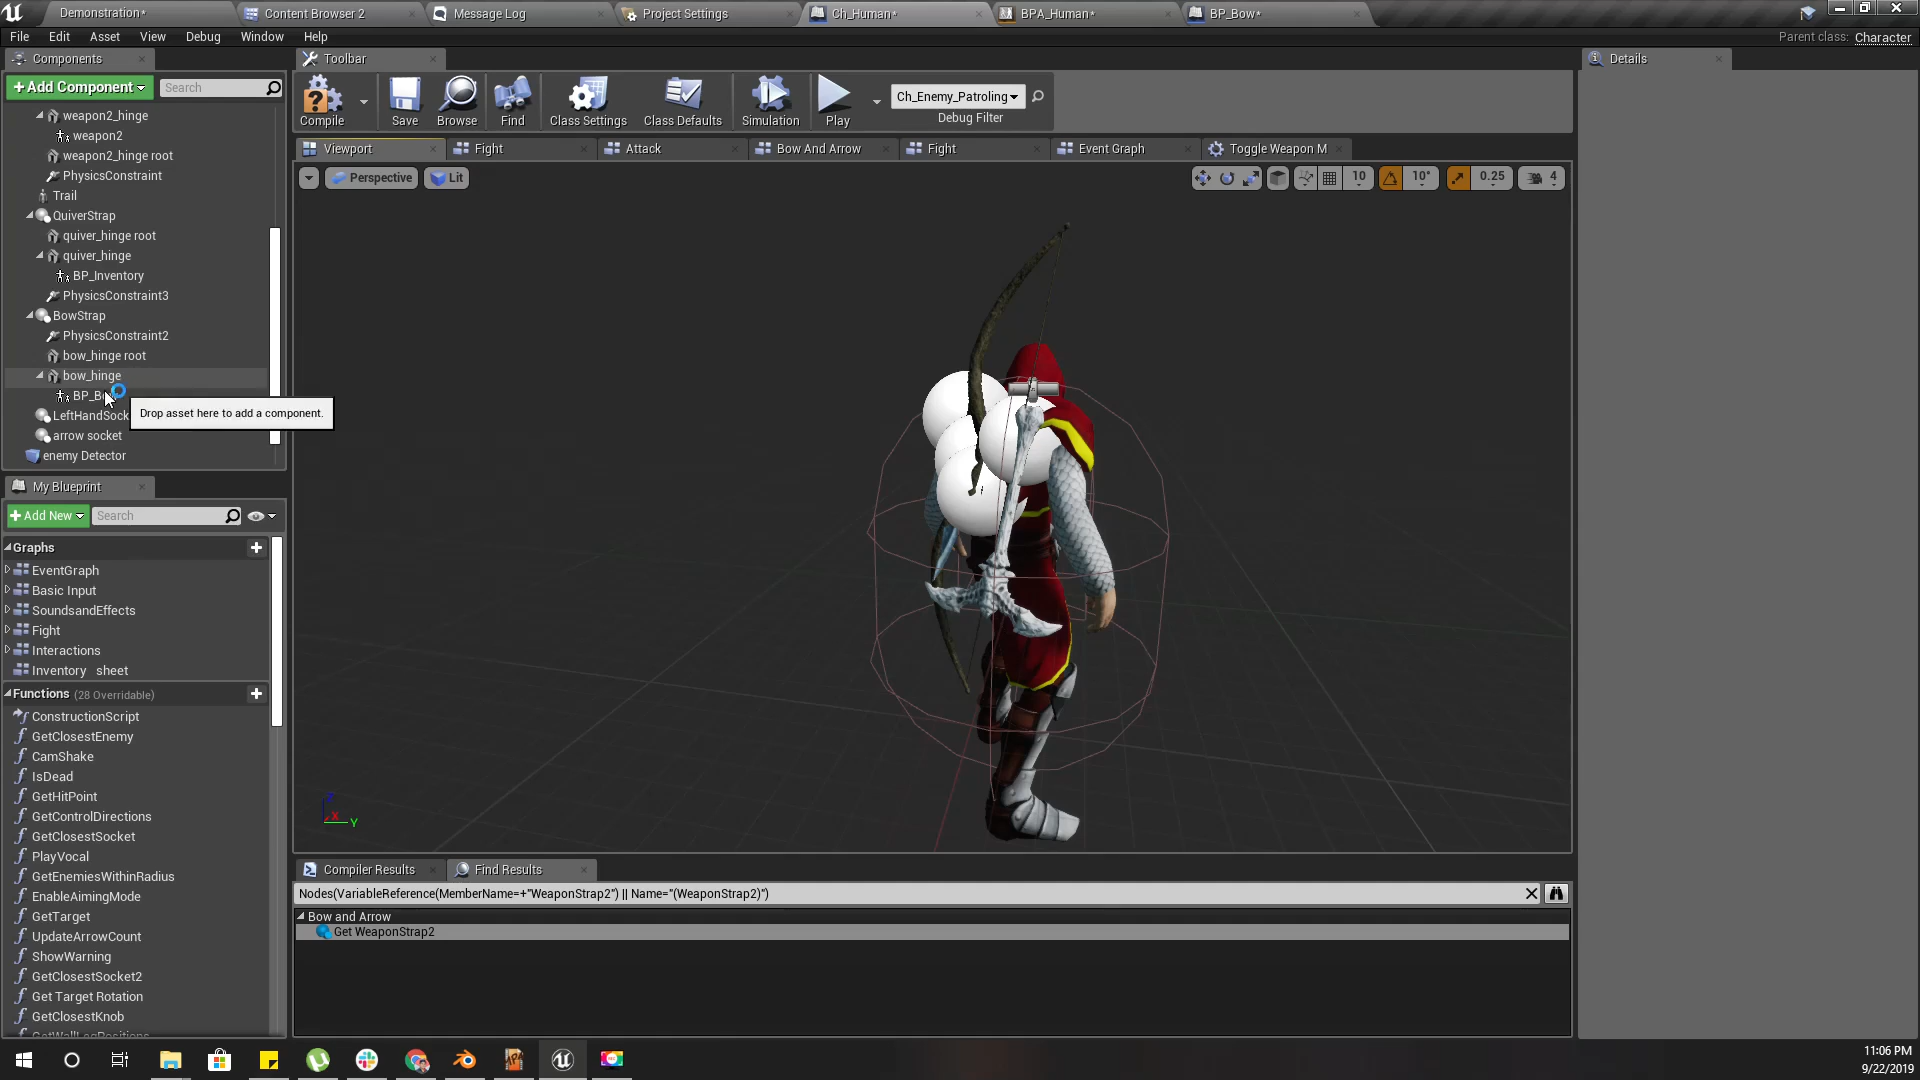 Demonstration*
Content Browser 2
Message Log
Project Settings
Ch_Human*
BPA_Human*
BP_Bow*
File Edit Asset View Debug Window Help
Parent class: Character
Components
+ Add Component
Search
weapon2_hinge
weapon2
weapon2_hinge root
PhysicsConstraint
Trail
QuiverStrap
quiver_hinge root
quiver_hinge
BP_Inventory
PhysicsConstraint3
BowStrap
PhysicsConstraint2
bow_hinge root
bow_hinge
LeftHandSock
arrow socket
enemy Detector
Drop asset here to add a component.
Toolbar
Compile
Save
Browse
Find
Class Settings
Class Defaults
Simulation
Play
Ch_Enemy_Patroling
Debug Filter
Details
Viewport
Fight
Attack
Bow And Arrow
Fight
Event Graph
Toggle Weapon M
Perspective
Lit
10
10°
0.25
4
Z
X
Y
My Blueprint
+ Add New
Search
Graphs
EventGraph
Basic Input
SoundsandEffects
Fight
Interactions
Inventory sheet
Functions (28 Overridable)
ConstructionScript
GetClosestEnemy
CamShake
IsDead
GetHitPoint
GetControlDirections
GetClosestSocket
PlayVocal
GetEnemiesWithinRadius
EnableAimingMode
GetTarget
UpdateArrowCount
ShowWarning
GetClosestSocket2
Get Target Rotation
GetClosestKnob
Compiler Results
Find Results
Nodes(VariableReference(MemberName=+"WeaponStrap2") || Name="(WeaponStrap2)")
Bow and Arrow
Get WeaponStrap2
11:06 PM
9/22/2019